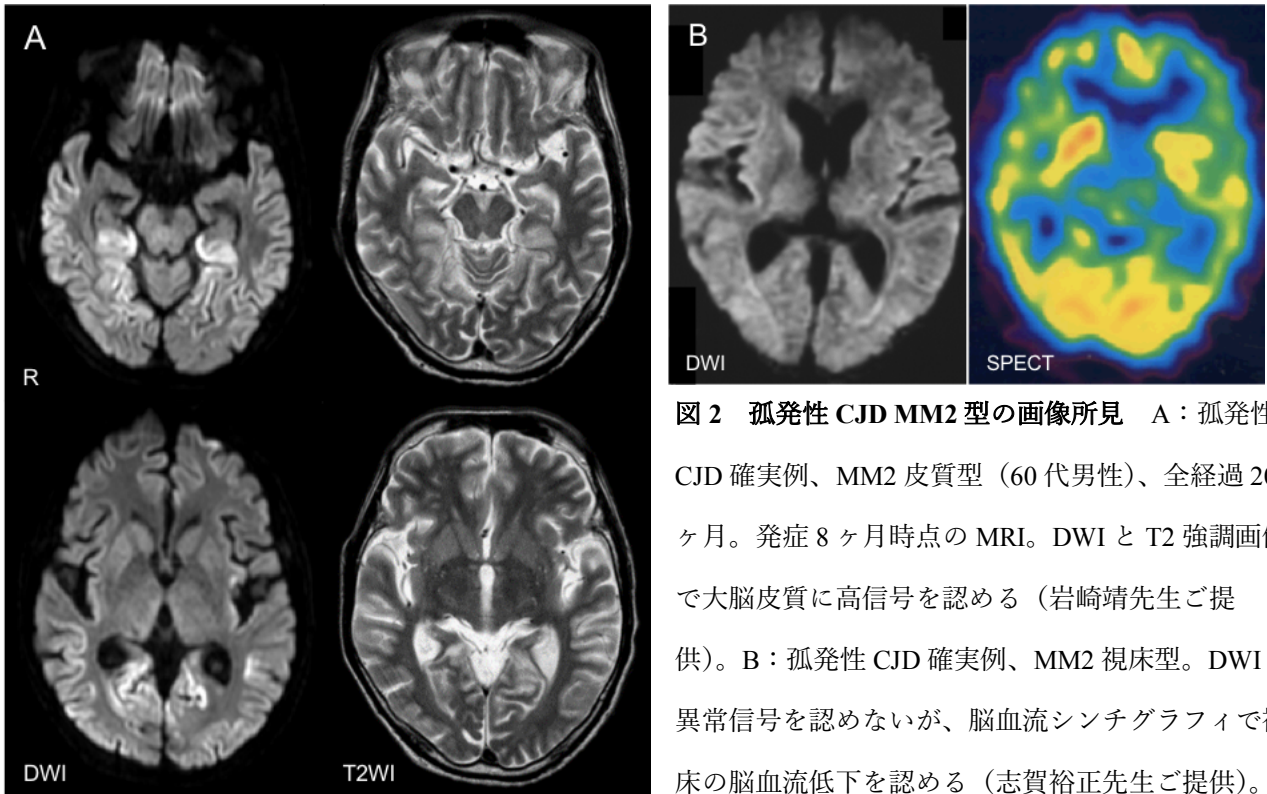 A
R
DWI
T2WI
B
DWI
SPECT
図 2 孤発性 CJD MM2 型の画像所見 A:孤発性
CJD 確実例、MM2 皮質型(60 代男性)、全経過
ヶ月。発症 8 ヶ月時点の MRI。DWI と T2 強調画
で大脳皮質に高信号を認める(岩崎靖先生ご提
供)。B:孤発性 CJD 確実例、MM2 視床型。DWI
異常信号を認めないが、脳血流シンチグラフィで
床の脳血流低下を認める(志賀裕正先生ご提供)。